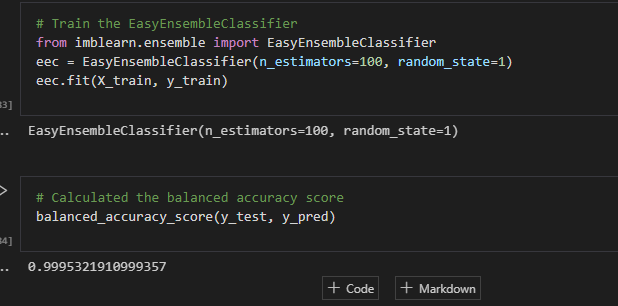 # Train the EasyEnsembleClassifier
from imblearn.ensemble import EasyEnsembleClassifier
eec = EasyEnsembleClassifier(n_estimators=100, random_state=1)
eec.fit(X_train, y_train)
3]
.. EasyEnsembleClassifier(n_estimators=100, random_state=1)
# Calculated the balanced accuracy score
balanced_accuracy_score(y_test, y_pred)
4]
.. 0.9995321910999357
+ Code + Markdown